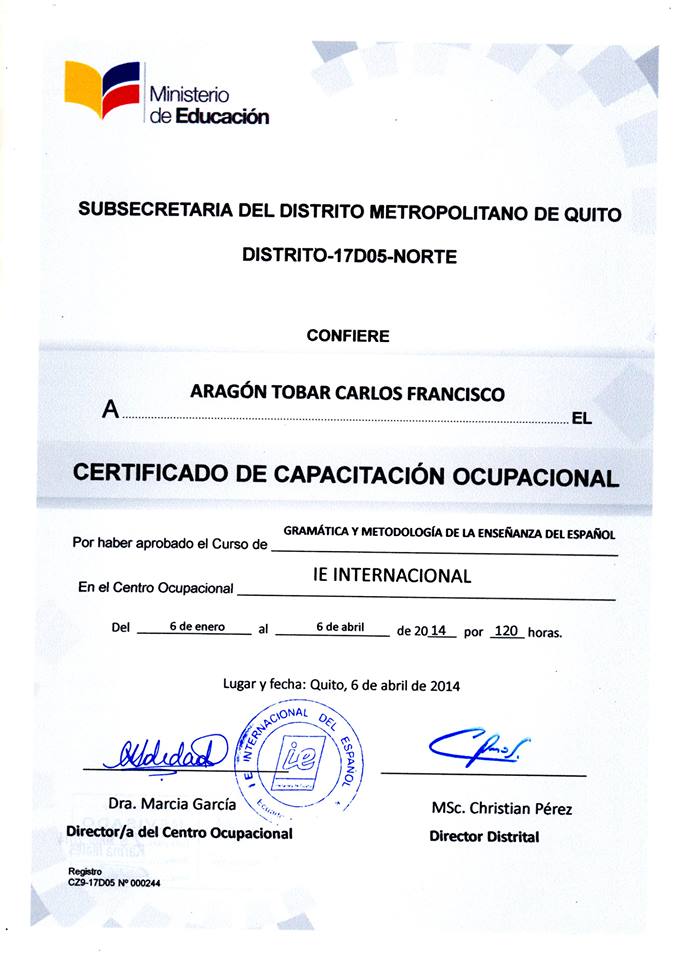 Ministerio
de Educación
SUBSECRETARIA DEL DISTRITO METROPOLITANO DE QUITO
DISTRITO-17D05-NORTE
CONFIERE
ARAGÓN TOBAR CARLOS FRANCISCO
A EL
CERTIFICADO DE CAPACITACIÓN OCUPACIONAL
Por haber aprobado el Curso de GRAMÁTICA Y METODOLOGÍA DE LA ENSEÑANZA DEL ESPAÑOL
En el Centro Ocupacional IE INTERNACIONAL
Del 6 de enero al 6 de abril de 2014 por 120 horas.
Lugar y fecha: Quito, 6 de abril de 2014
IE INTERNACIONAL DEL ESPAÑOL
ie
Dra. Marcia García
Director/a del Centro Ocupacional
MSc. Christian Pérez
Director Distrital
Registro
CZ9-17D05 Nº 000244